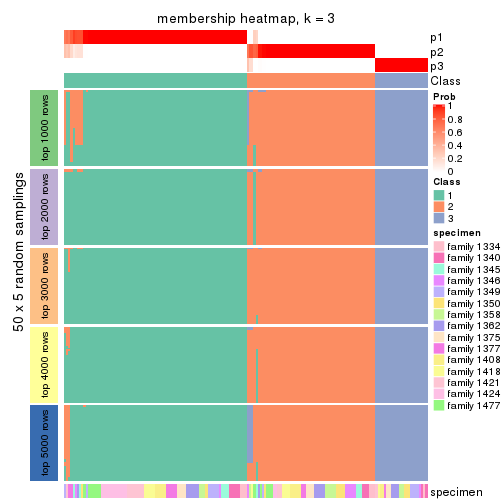 membership heatmap, k = 3
p1
p2
p3
Class
50 x 5 random samplings
top 1000 rows
top 2000 rows
top 3000 rows
top 4000 rows
top 5000 rows
specimen
Prob
1
0.8
0.6
0.4
0.2
0
Class
1
2
3
specimen
family 1334
family 1340
family 1345
family 1346
family 1349
family 1350
family 1358
family 1362
family 1375
family 1377
family 1408
family 1418
family 1421
family 1424
family 1477